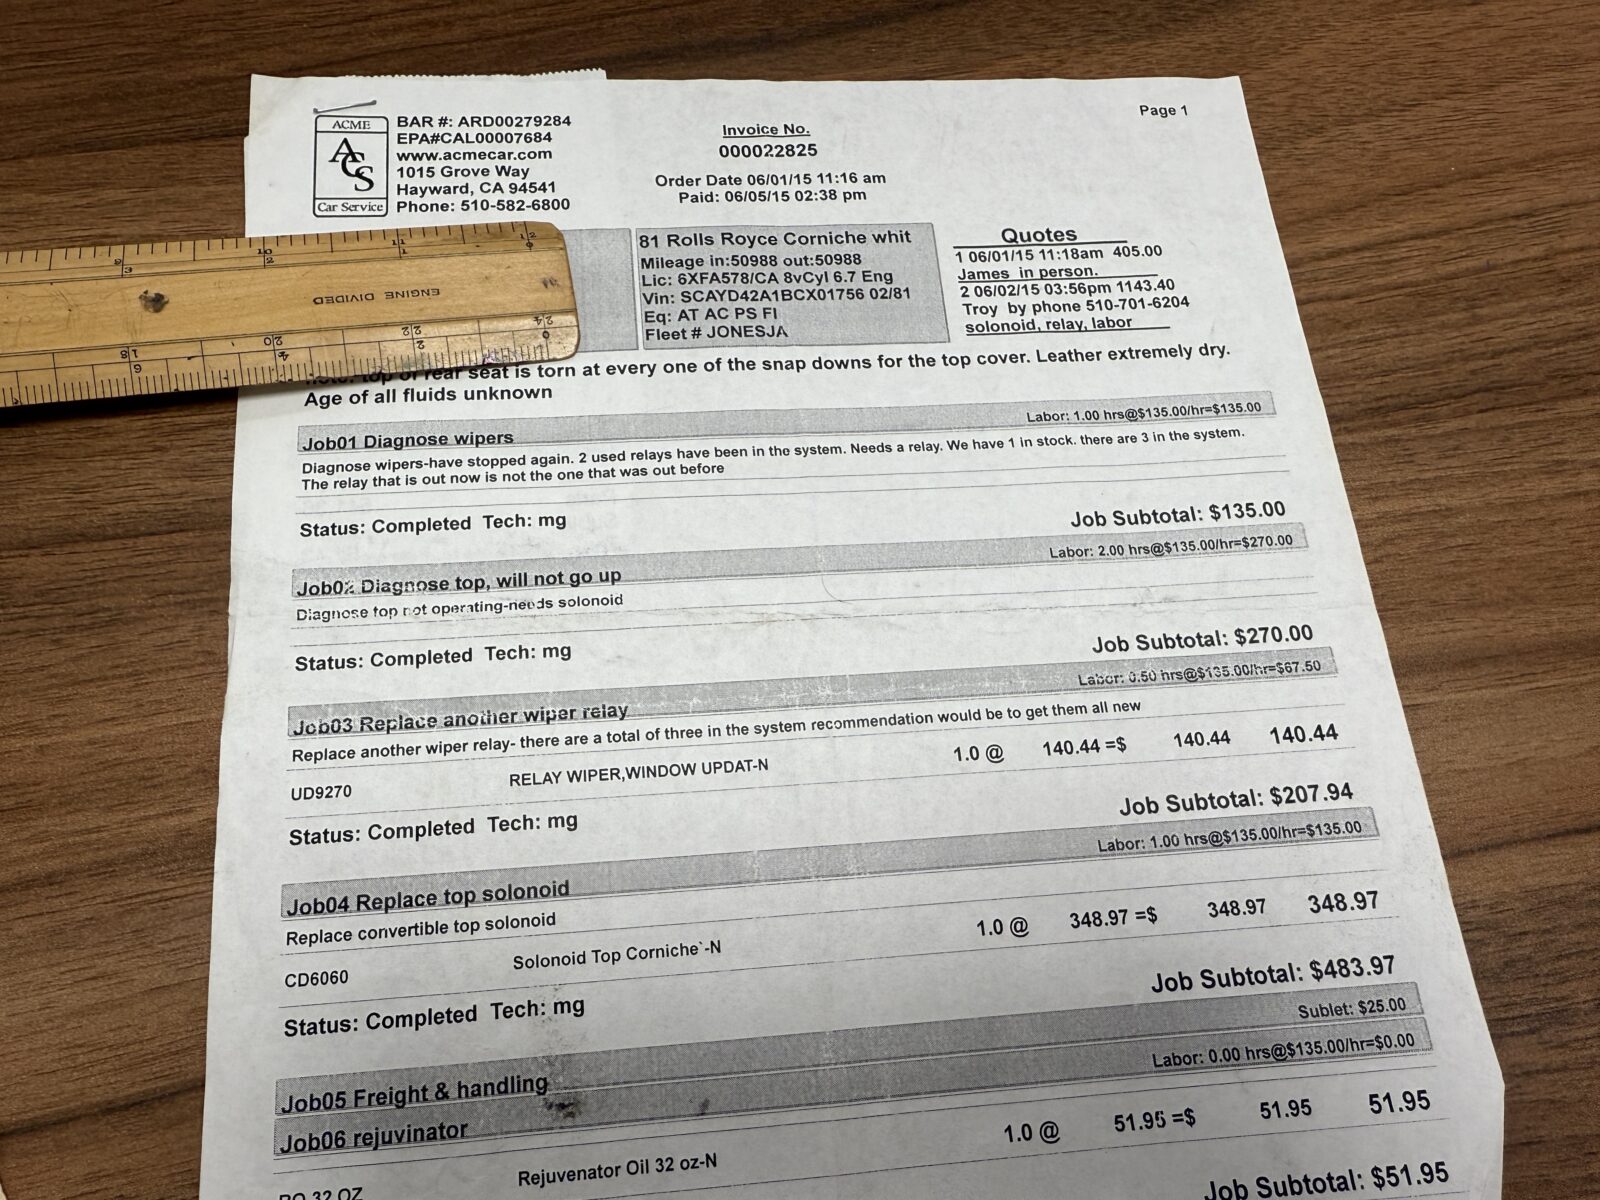 ACME
ACS
Car Service
BAR #: ARD00279284
EPA#CAL00007684
www.acmecar.com
1015 Grove Way
Hayward, CA 94541
Phone: 510-582-6800
Invoice No.
000022825
Order Date 06/01/15 11:16 am
Paid: 06/05/15 02:38 pm
Page 1
81 Rolls Royce Corniche whit
Mileage in:50988 out:50988
Lic: 6XFA578/CA 8vCyl 6.7 Eng
Vin: SCAYD42A1BCX01756 02/81
Eq: AT AC PS FI
Fleet # JONESJA
Quotes
1 06/01/15 11:18am 405.00
James in person.
2 06/02/15 03:56pm 1143.40
Troy by phone 510-701-6204
solonoid, relay, labor
ENGINE DIVIDED
top of rear seat is torn at every one of the snap downs for the top cover. Leather extremely dry.
Age of all fluids unknown
Job01 Diagnose wipers Labor: 1.00 hrs@$135.00/hr=$135.00
Diagnose wipers-have stopped again. 2 used relays have been in the system. Needs a relay. We have 1 in stock. there are 3 in the system.
The relay that is out now is not the one that was out before
Status: Completed Tech: mg Job Subtotal: $135.00
Job02 Diagnose top, will not go up Labor: 2.00 hrs@$135.00/hr=$270.00
Diagnose top not operating-needs solonoid
Status: Completed Tech: mg Job Subtotal: $270.00
Job03 Replace another wiper relay Labor: 0.50 hrs@$135.00/hr=$67.50
Replace another wiper relay- there are a total of three in the system recommendation would be to get them all new
UD9270 RELAY WIPER,WINDOW UPDAT-N 1.0 @ 140.44 =$ 140.44 140.44
Status: Completed Tech: mg Job Subtotal: $207.94
Job04 Replace top solonoid Labor: 1.00 hrs@$135.00/hr=$135.00
Replace convertible top solonoid
CD6060 Solonoid Top Corniche`-N 1.0 @ 348.97 =$ 348.97 348.97
Status: Completed Tech: mg Job Subtotal: $483.97
Job05 Freight & handling Sublet: $25.00
Job06 rejuvinator Labor: 0.00 hrs@$135.00/hr=$0.00
RO 32 OZ Rejuvenator Oil 32 oz-N 1.0 @ 51.95 =$ 51.95 51.95
Job Subtotal: $51.95